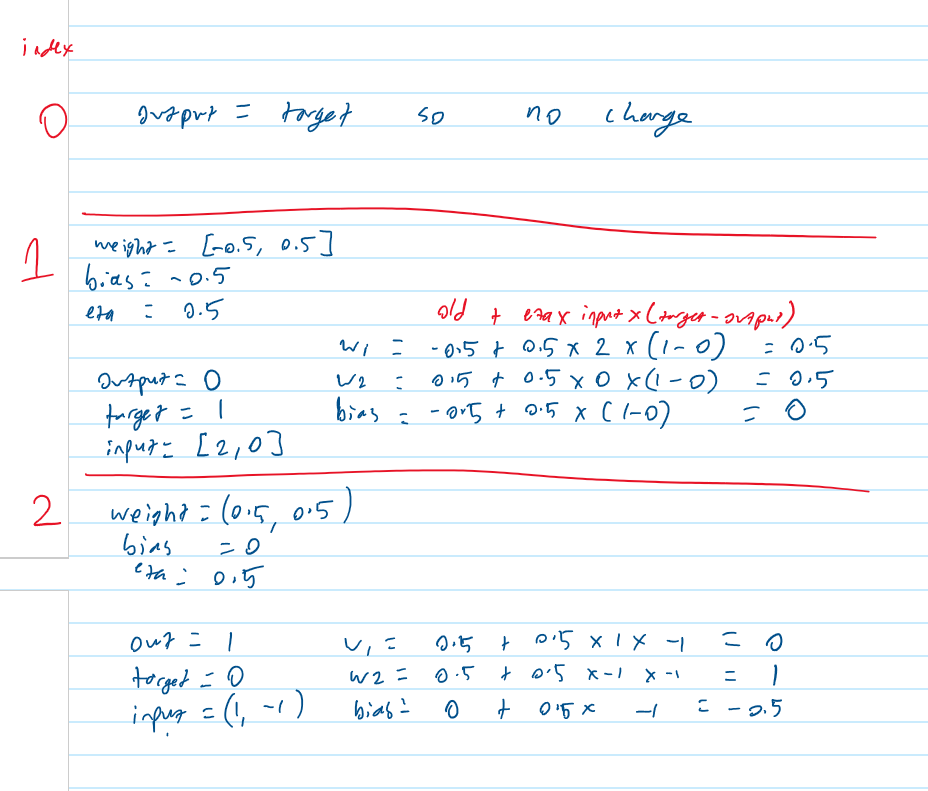 index
0 output = target so no change
1 weight = [-0.5, 0.5]
bias = -0.5
eta = 0.5
old + eta x input x (target - output)
w1 = -0.5 + 0.5 x 2 x (1-0) = 0.5
output = 0 w2 = 0.5 + 0.5 x 0 x (1-0) = 0.5
target = 1 bias = -0.5 + 0.5 x (1-0) = 0
input = [2, 0]
2 weight = (0.5, 0.5)
bias = 0
eta = 0.5
out = 1 w1 = 0.5 + 0.5 x 1 x -1 = 0
target = 0 w2 = 0.5 + 0.5 x -1 x -1 = 1
input = (1, -1) bias = 0 + 0.5 x -1 = -0.5